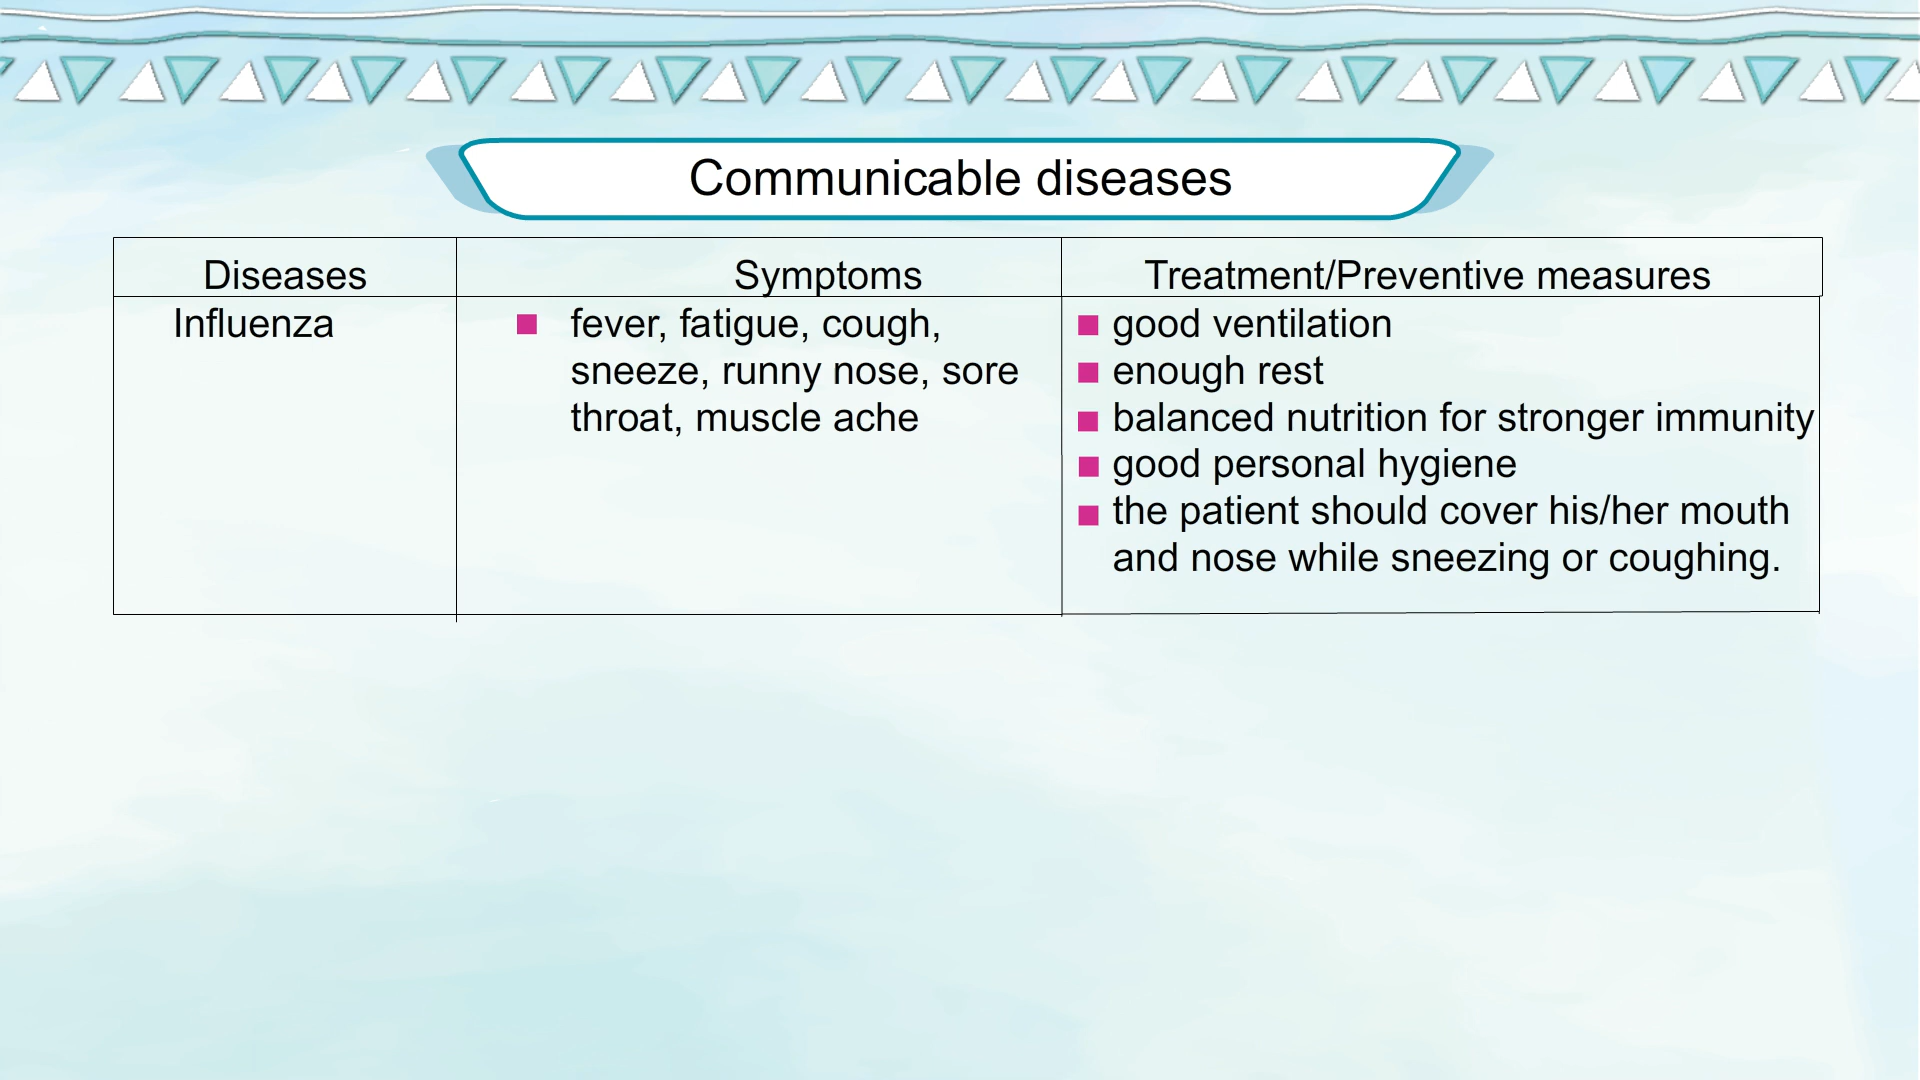 Communicable diseases
Diseases
Symptoms
Treatment/Preventive measures
Influenza
fever, fatigue, cough,
sneeze, runny nose, sore
throat, muscle ache
good ventilation
enough rest
balanced nutrition for stronger immunity
good personal hygiene
the patient should cover his/her mouth
and nose while sneezing or coughing.